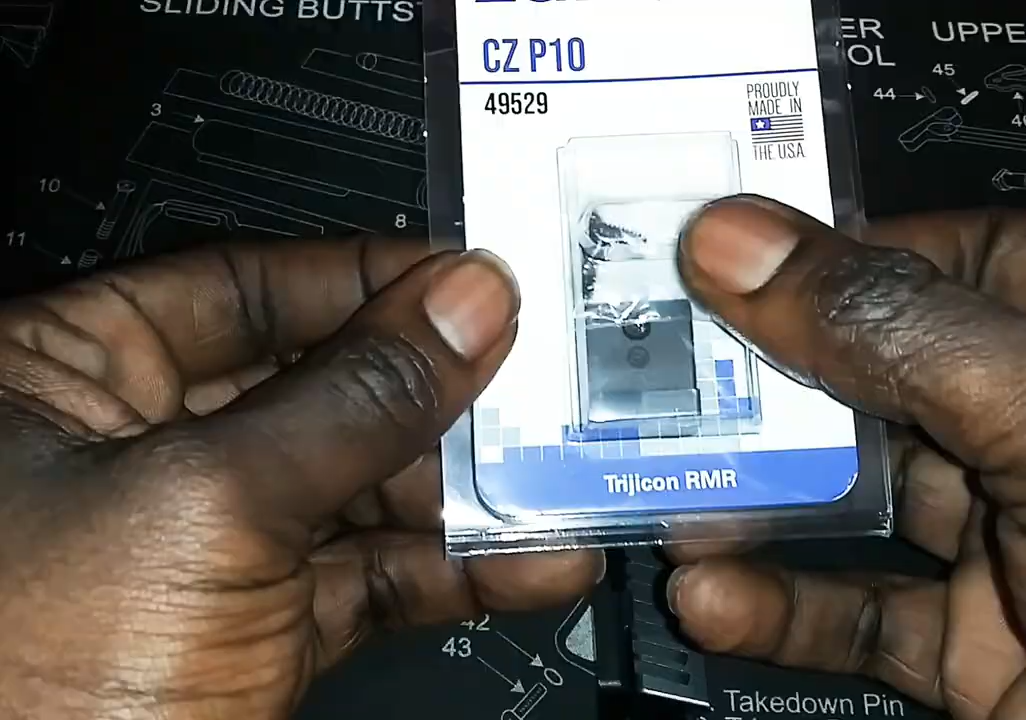 SLIDING BUTTS
CZ P10
49529
PROUDLY
MADE IN
THE USA
Trijicon RMR
3
10
11
8
ER
OL
UPPE
45
44
42
43
Takedown Pin